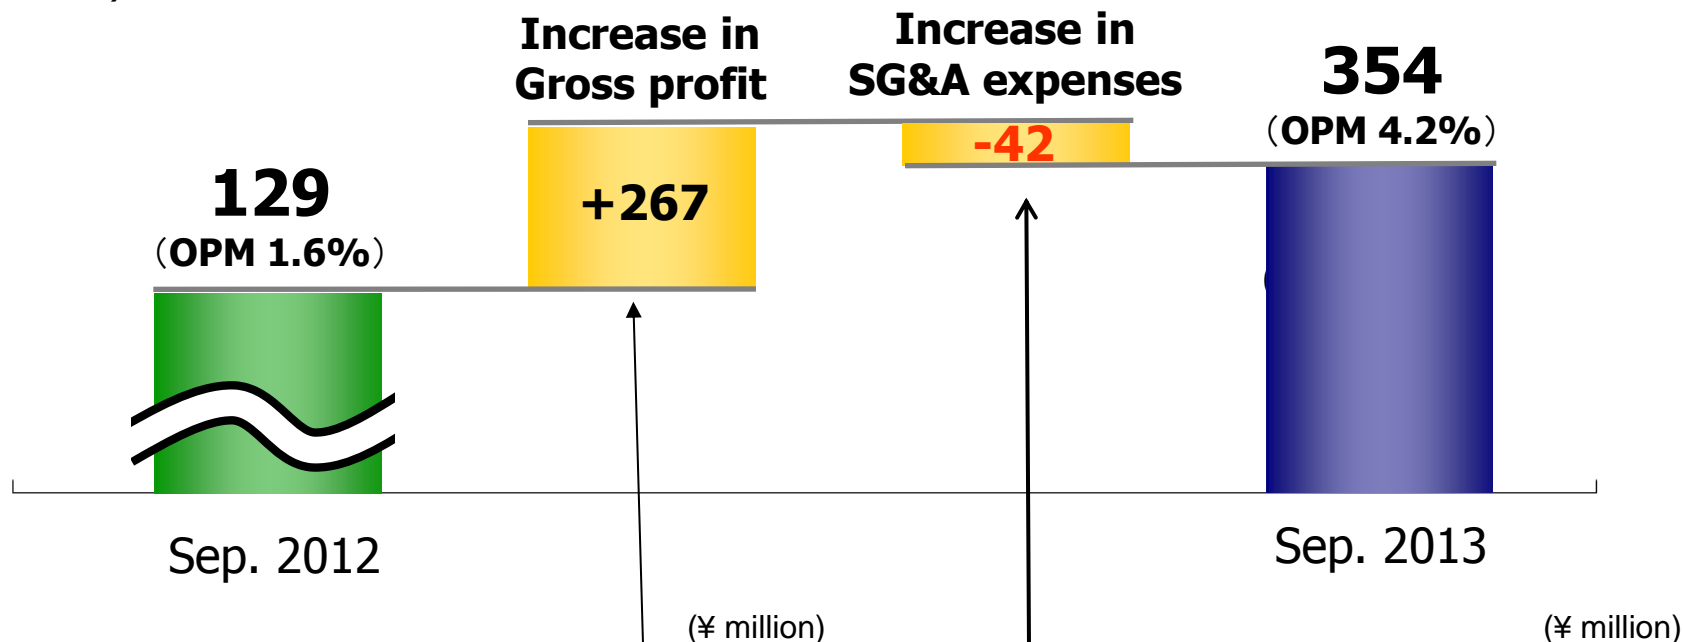 Increase in
Gross profit
Increase in
SG&A expenses
354
（OPM 4.2%）
-42
+267
129
（OPM 1.6%）
Sep. 2012
Sep. 2013
(¥ million)
(¥ million)